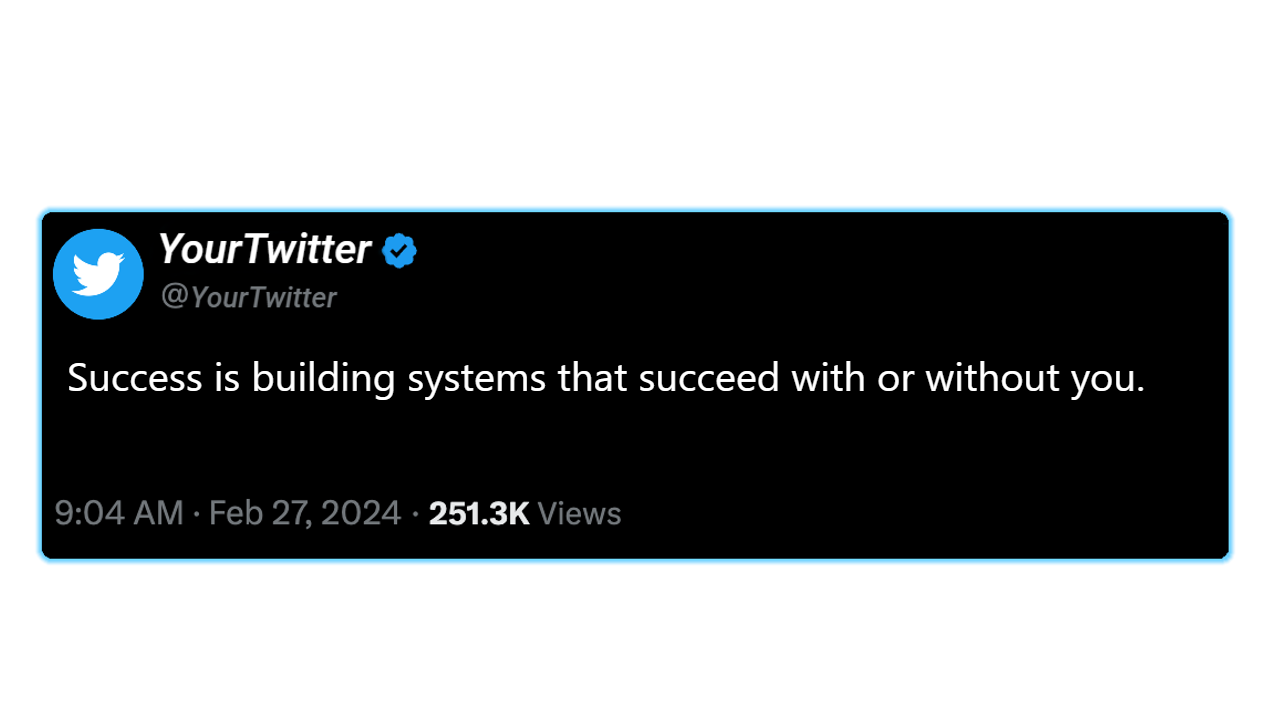 YourTwitter
@YourTwitter
Success is building systems that succeed with or without you.
9:04 AM · Feb 27, 2024 · 251.3K Views